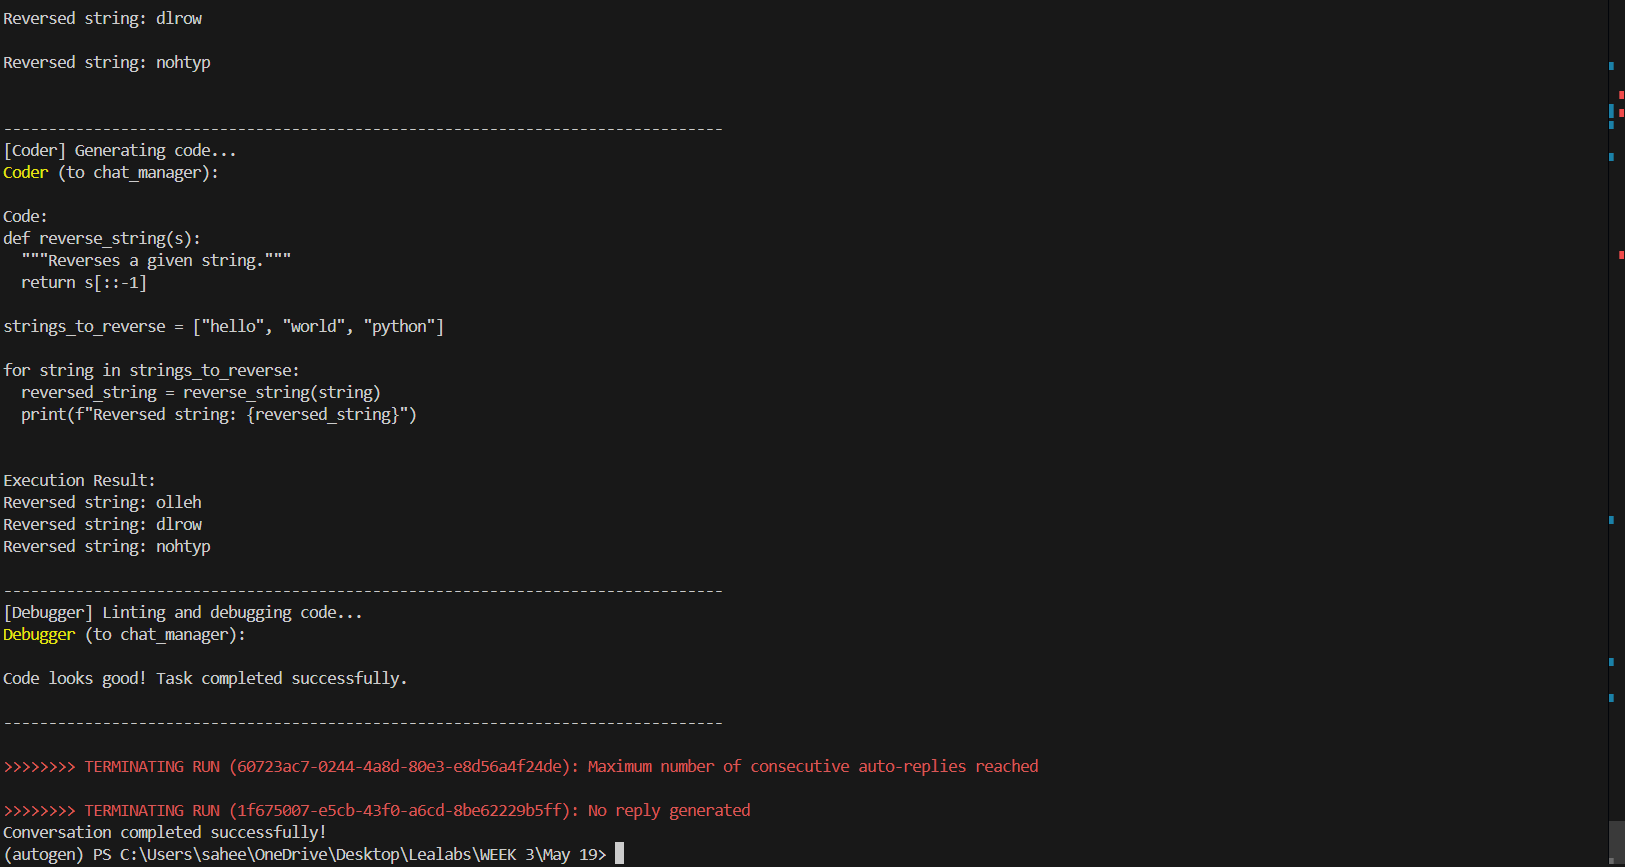 Reversed string: dlrow
Reversed string: nohtyp
--------------------------------------------------------------------------------
[Coder] Generating code...
Coder (to chat_manager):
Code:
def reverse_string(s):
  """Reverses a given string."""
  return s[::-1]
strings_to_reverse = ["hello", "world", "python"]
for string in strings_to_reverse:
  reversed_string = reverse_string(string)
  print(f"Reversed string: {reversed_string}")
Execution Result:
Reversed string: olleh
Reversed string: dlrow
Reversed string: nohtyp
--------------------------------------------------------------------------------
[Debugger] Linting and debugging code...
Debugger (to chat_manager):
Code looks good! Task completed successfully.
--------------------------------------------------------------------------------
>>>>>>>> TERMINATING RUN (60723ac7-0244-4a8d-80e3-e8d56a4f24de): Maximum number of consecutive auto-replies reached
>>>>>>>> TERMINATING RUN (1f675007-e5cb-43f0-a6cd-8be62229b5ff): No reply generated
Conversation completed successfully!
(autogen) PS C:\Users\sahee\OneDrive\Desktop\Lealabs\WEEK 3\May 19>